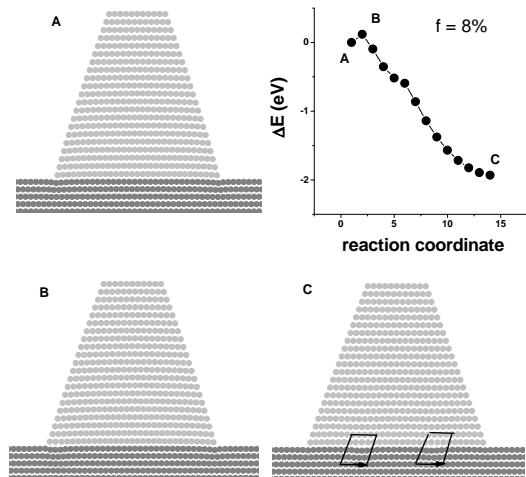 A
B
f = 8%
A
C
ΔE (eV)
0
-1
-2
0
5
10
15
reaction coordinate
B
C